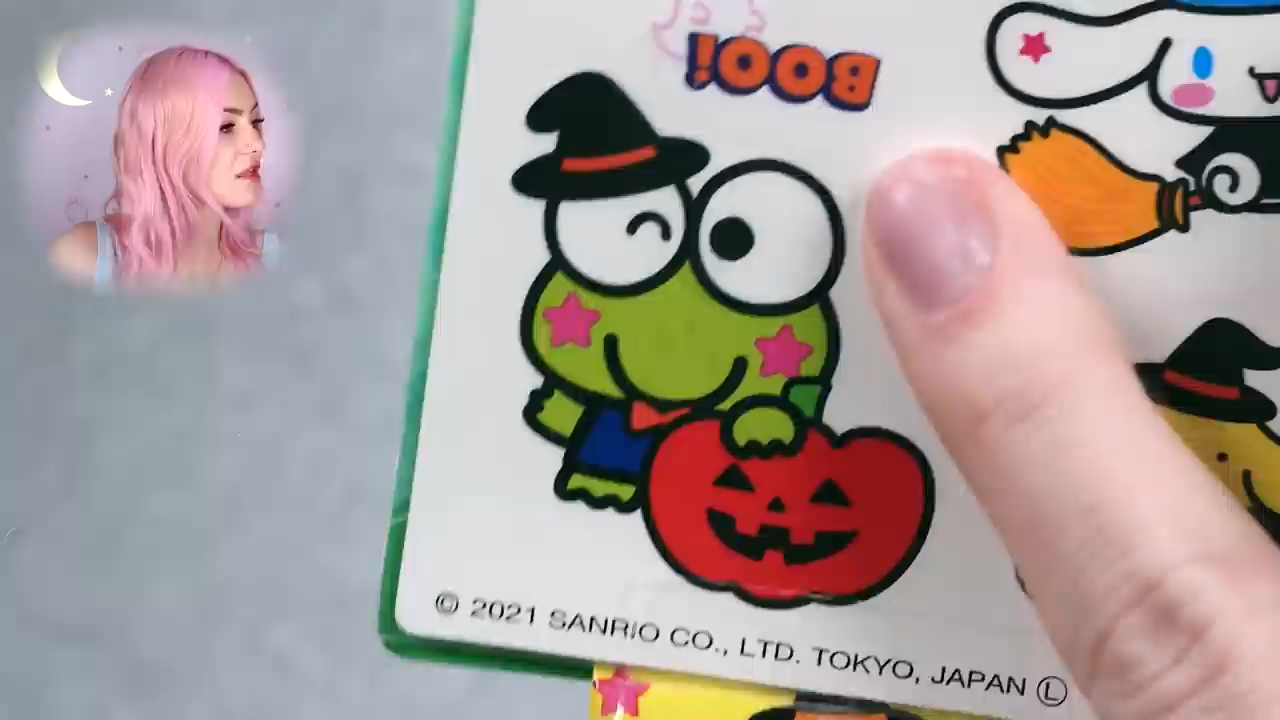 BOO!
© 2021 SANRIO CO., LTD. TOKYO, JAPAN Ⓛ